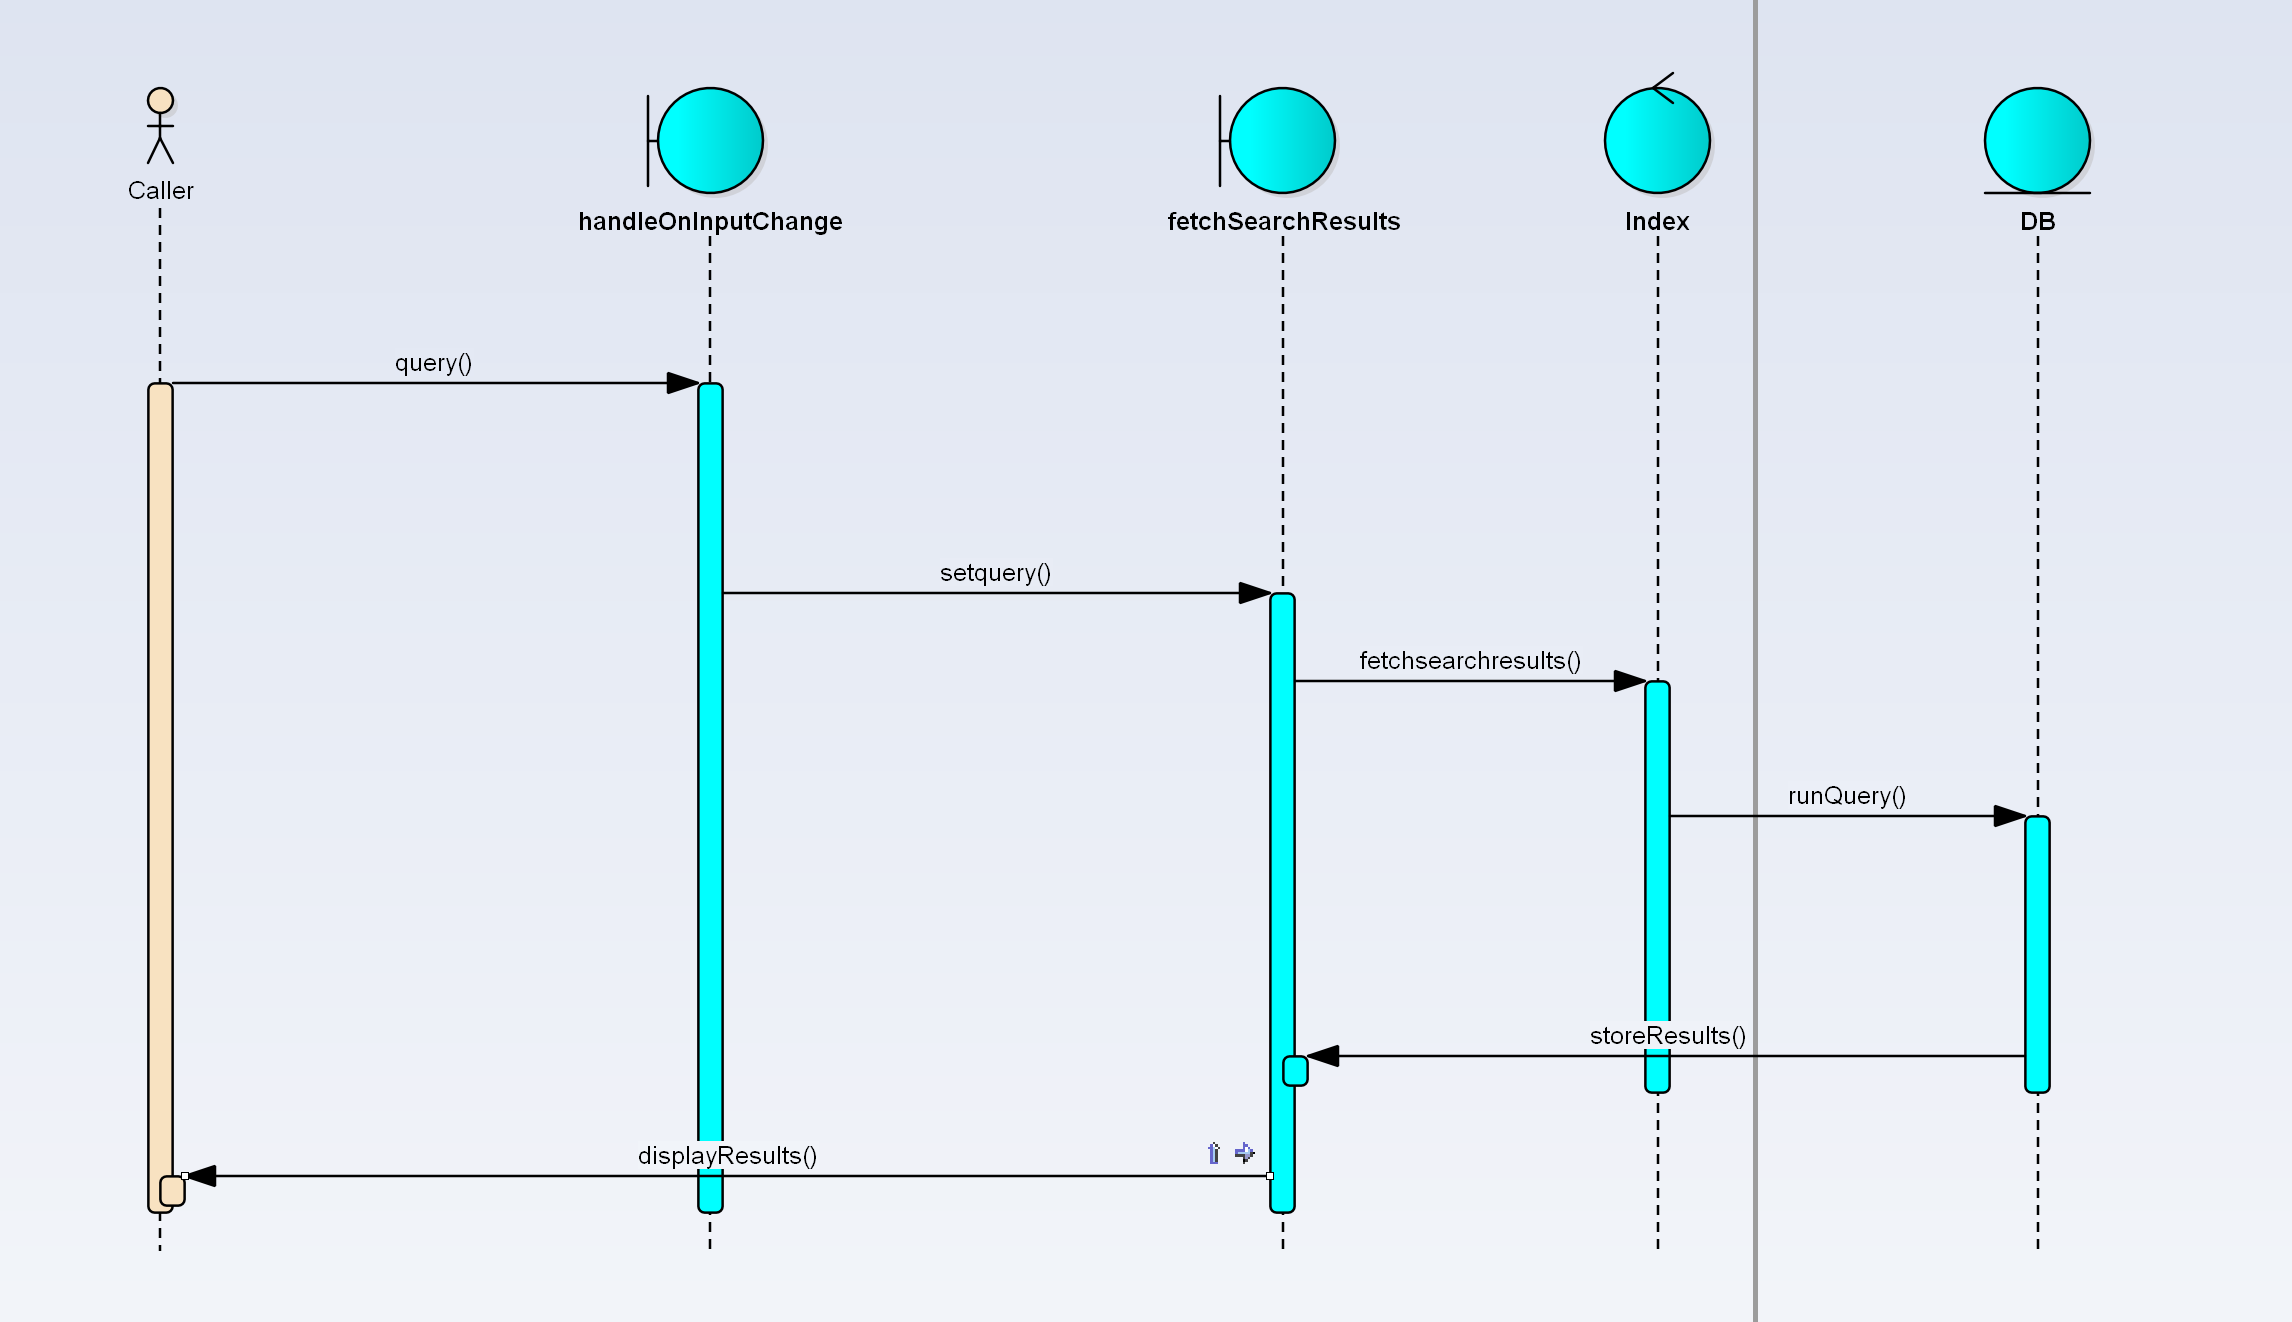 Caller
handleOnInputChange
fetchSearchResults
Index
DB
query()
setquery()
fetchsearchresults()
runQuery()
storeResults()
displayResults()